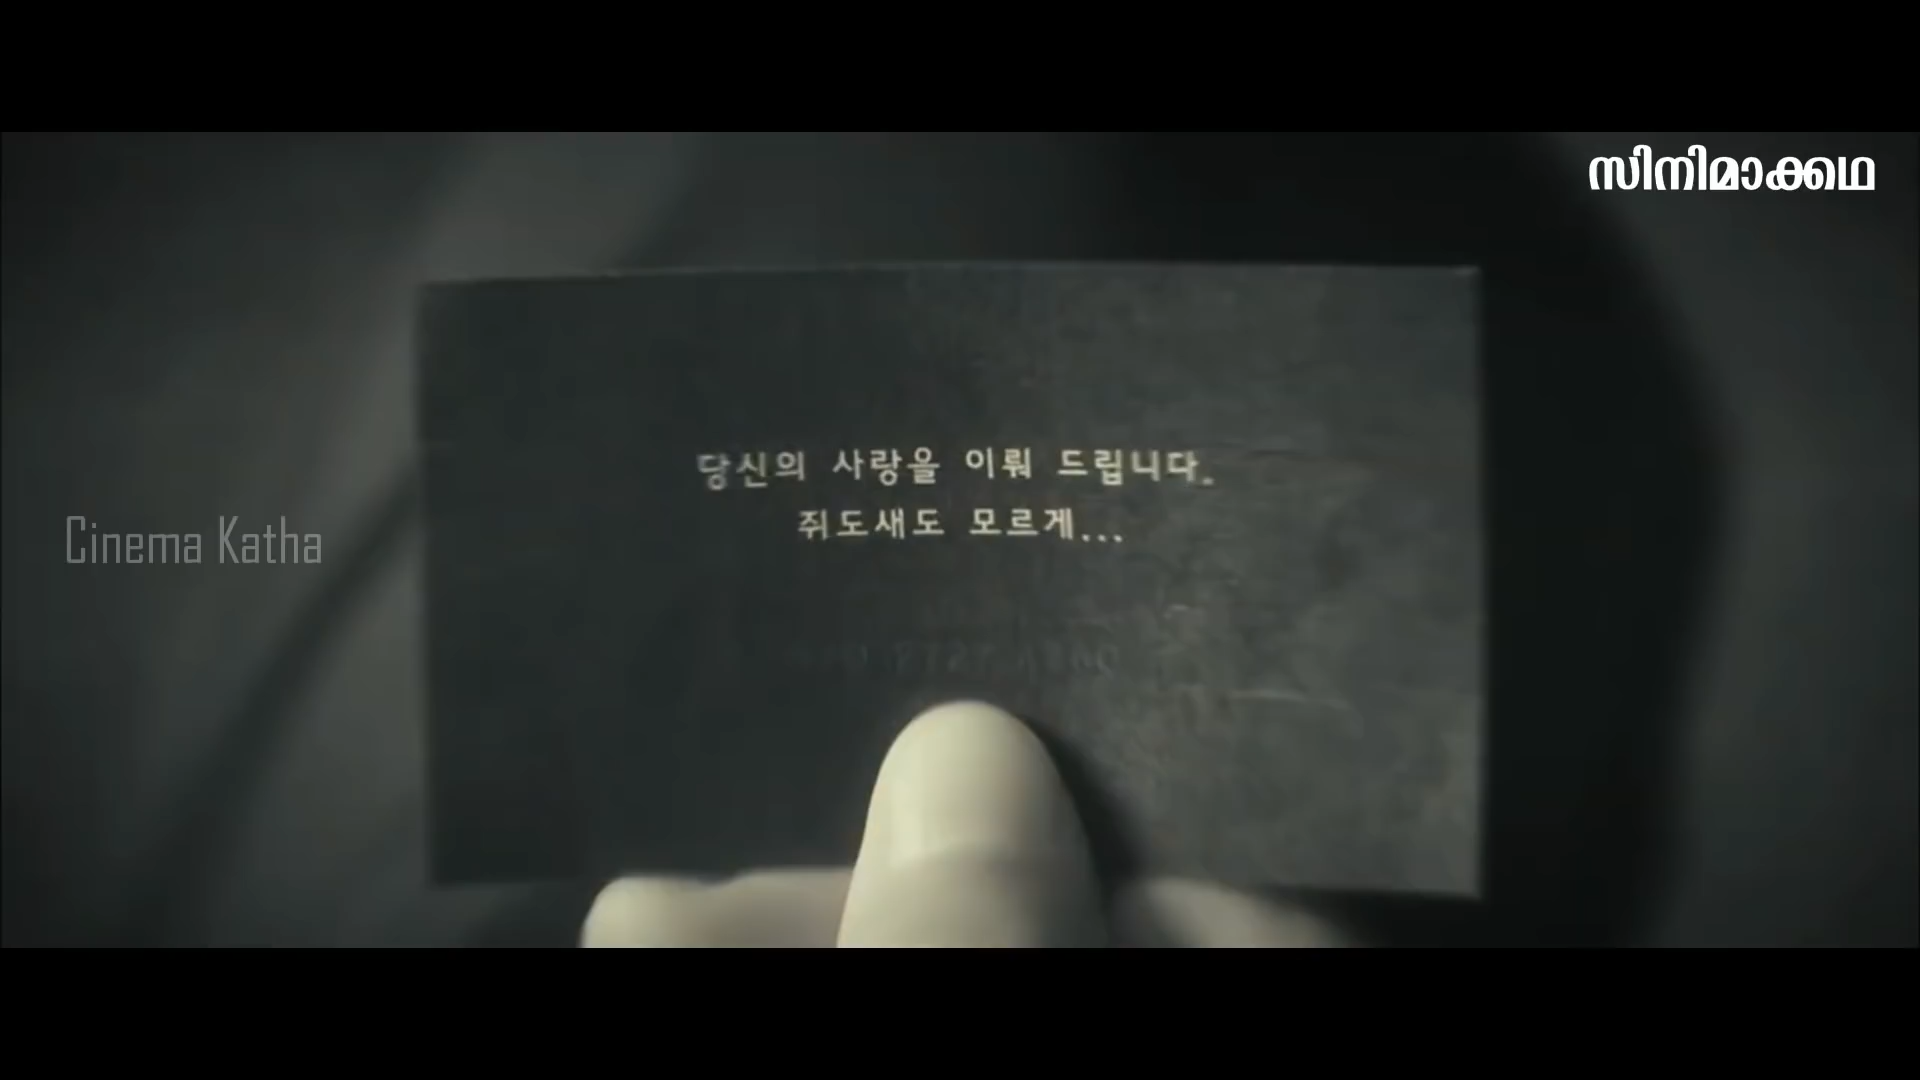 സിനിമാക്കഥ
당신의 사랑을 이뤄 드립니다.
쥐도새도 모르게...
Cinema Katha